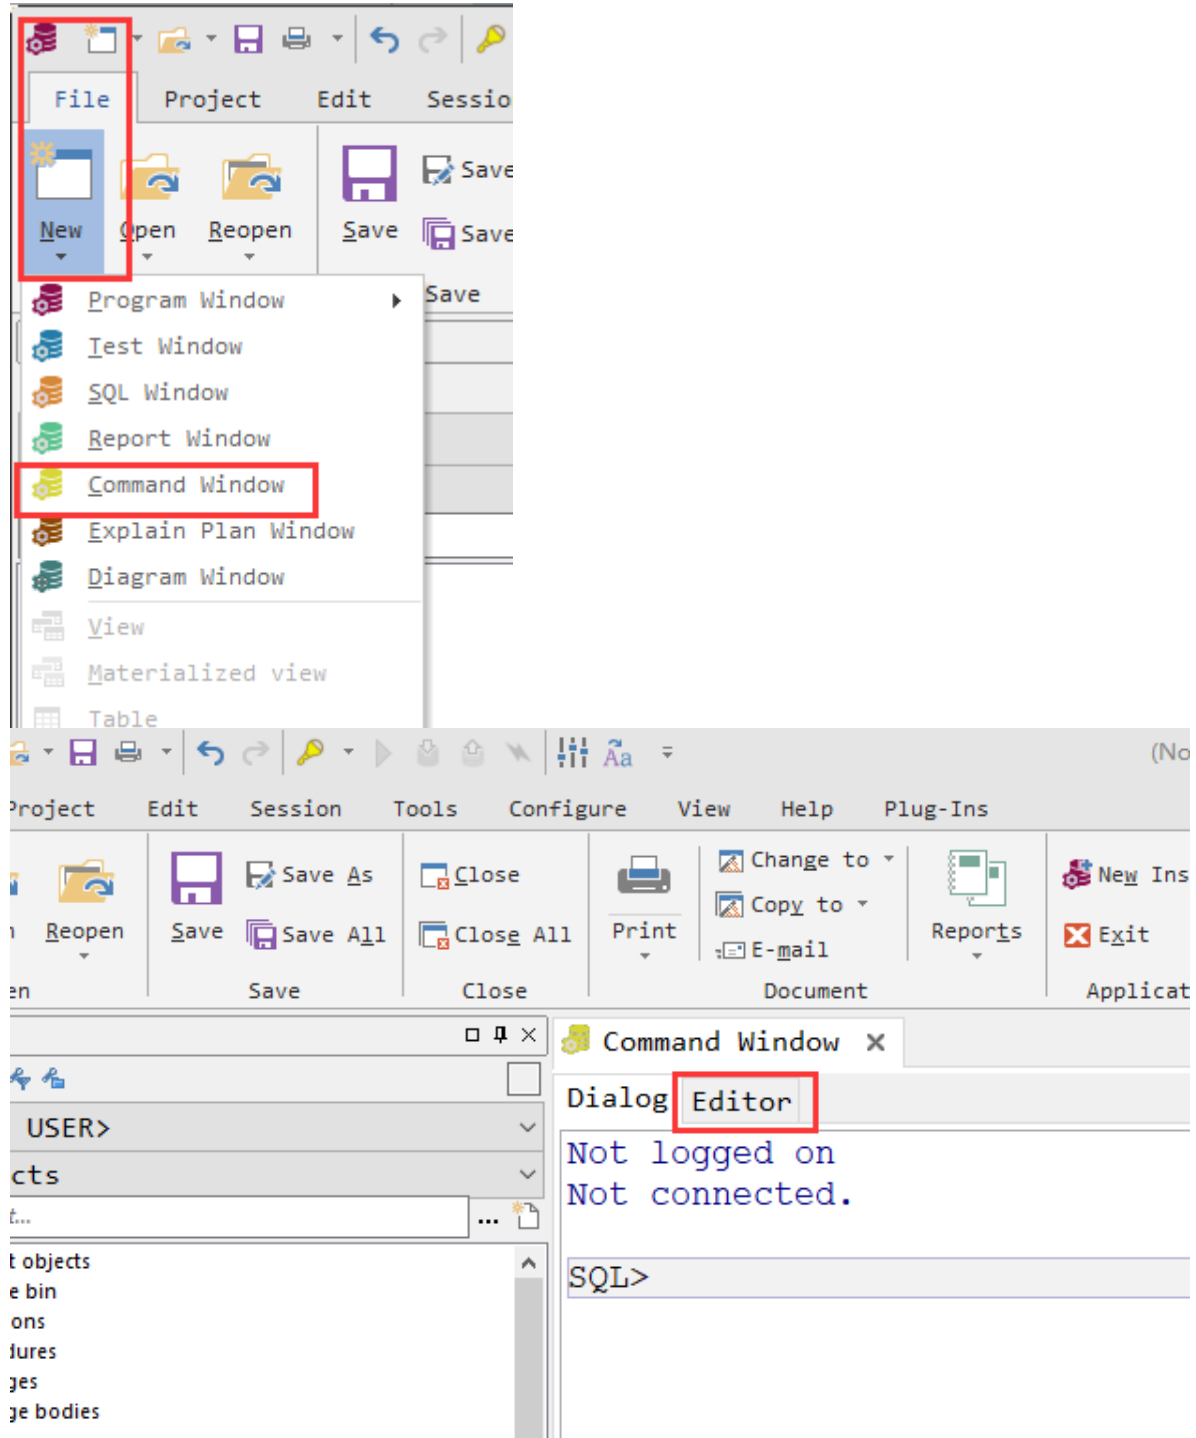 File Project Edit Sessio
New Open Reopen Save Save
Save
Save
Program Window
Test Window
SQL Window
Report Window
Command Window
Explain Plan Window
Diagram Window
View
Materialized view
Table
(No
Project Edit Session Tools Configure View Help Plug-Ins
Reopen Save Save As Save All Close Close All Print Change to Copy to E-mail Reports New Ins Exit
en Save Close Document Applicat
Command Window
Dialog Editor
USER>
Not logged on
cts
Not connected.
t...
t objects
SQL>
e bin
ons
dures
ges
ge bodies